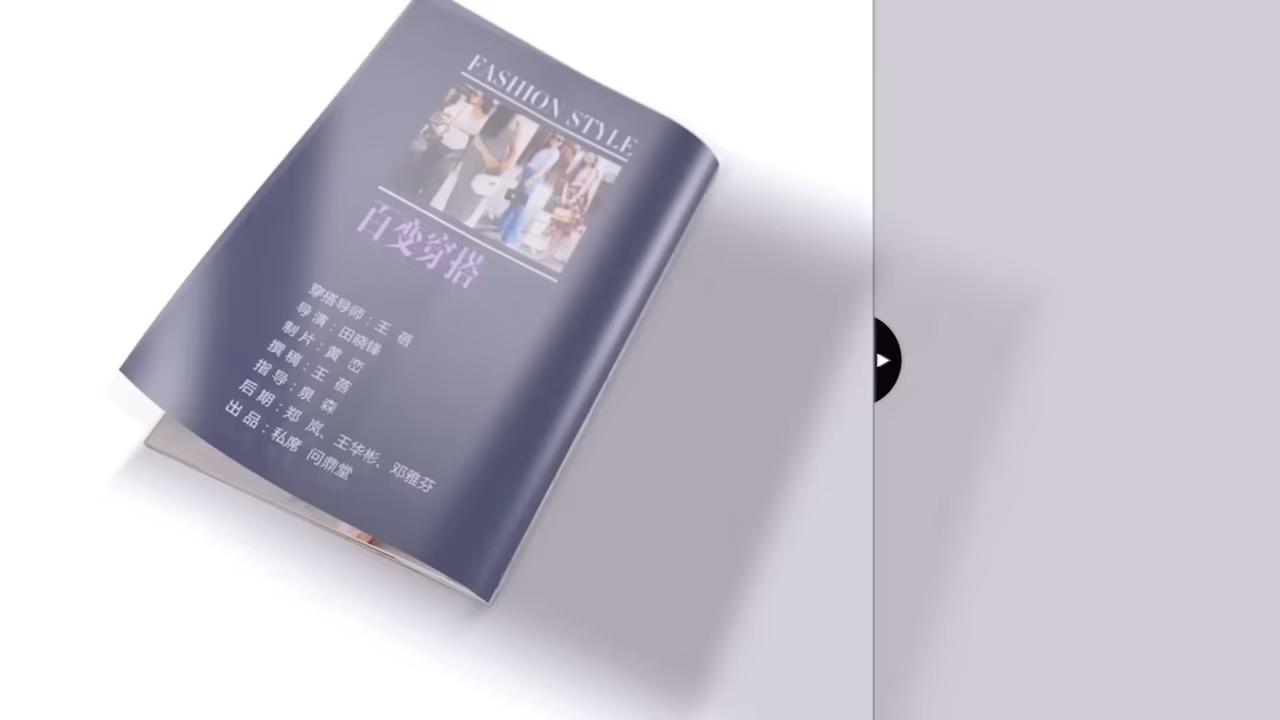 FASHION STYLE
百变穿搭
穿搭导师：王 蓓
导 演：田晓锋
制 片：黄 峦
撰 稿：王 蓓
指 导：泉 森
后 期：郑 岚、王华彬、邓雅芬
出 品：私席 问鼎堂